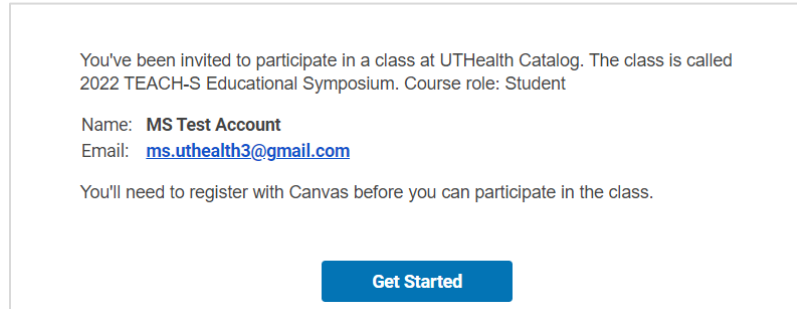 You've been invited to participate in a class at UTHealth Catalog. The class is called
2022 TEACH-S Educational Symposium. Course role: Student
Name: MS Test Account
Email: ms.uthealth3@gmail.com
You'll need to register with Canvas before you can participate in the class.
Get Started